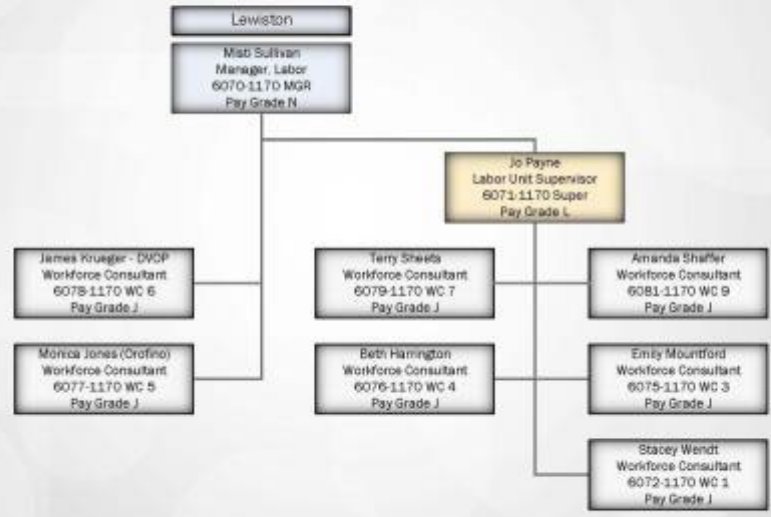 Lewiston
Misti Sullivan
Manager, Labor
6070-1170 MGR
Pay Grade N
Jo Payne
Labor Unit Supervisor
6071-1170 Super
Pay Grade L
James Krueger - DVOP
Workforce Consultant
6078-1170 WC 6
Pay Grade J
Terry Sheets
Workforce Consultant
6079-1170 WC 7
Pay Grade J
Amanda Shaffer
Workforce Consultant
6081-1170 WC 9
Pay Grade J
Monica Jones (Orofino)
Workforce Consultant
6077-1170 WC 5
Pay Grade J
Beth Harrington
Workforce Consultant
6076-1170 WC 4
Pay Grade J
Emily Mountford
Workforce Consultant
6075-1170 WC 3
Pay Grade J
Stacey Wendt
Workforce Consultant
6072-1170 WC 1
Pay Grade J